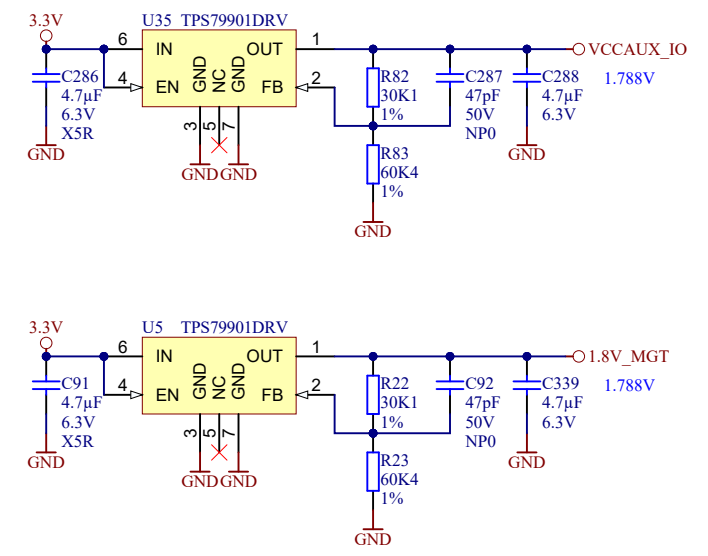 3.3V
U35 TPS79901DRV
6 IN OUT 1
VCCAUX_IO
4 EN GND NC GND FB 2
1.788V
C286
4.7µF
6.3V
X5R
R82
30K1
1%
C287
47pF
50V
NP0
C288
4.7µF
6.3V
3 5 7
GND
GND GND
R83
60K4
1%
GND
GND
3.3V
U5 TPS79901DRV
6 IN OUT 1
1.8V_MGT
4 EN GND NC GND FB 2
1.788V
C91
4.7µF
6.3V
X5R
R22
30K1
1%
C92
47pF
50V
NP0
C339
4.7µF
6.3V
3 5 7
GND
GND GND
R23
60K4
1%
GND
GND